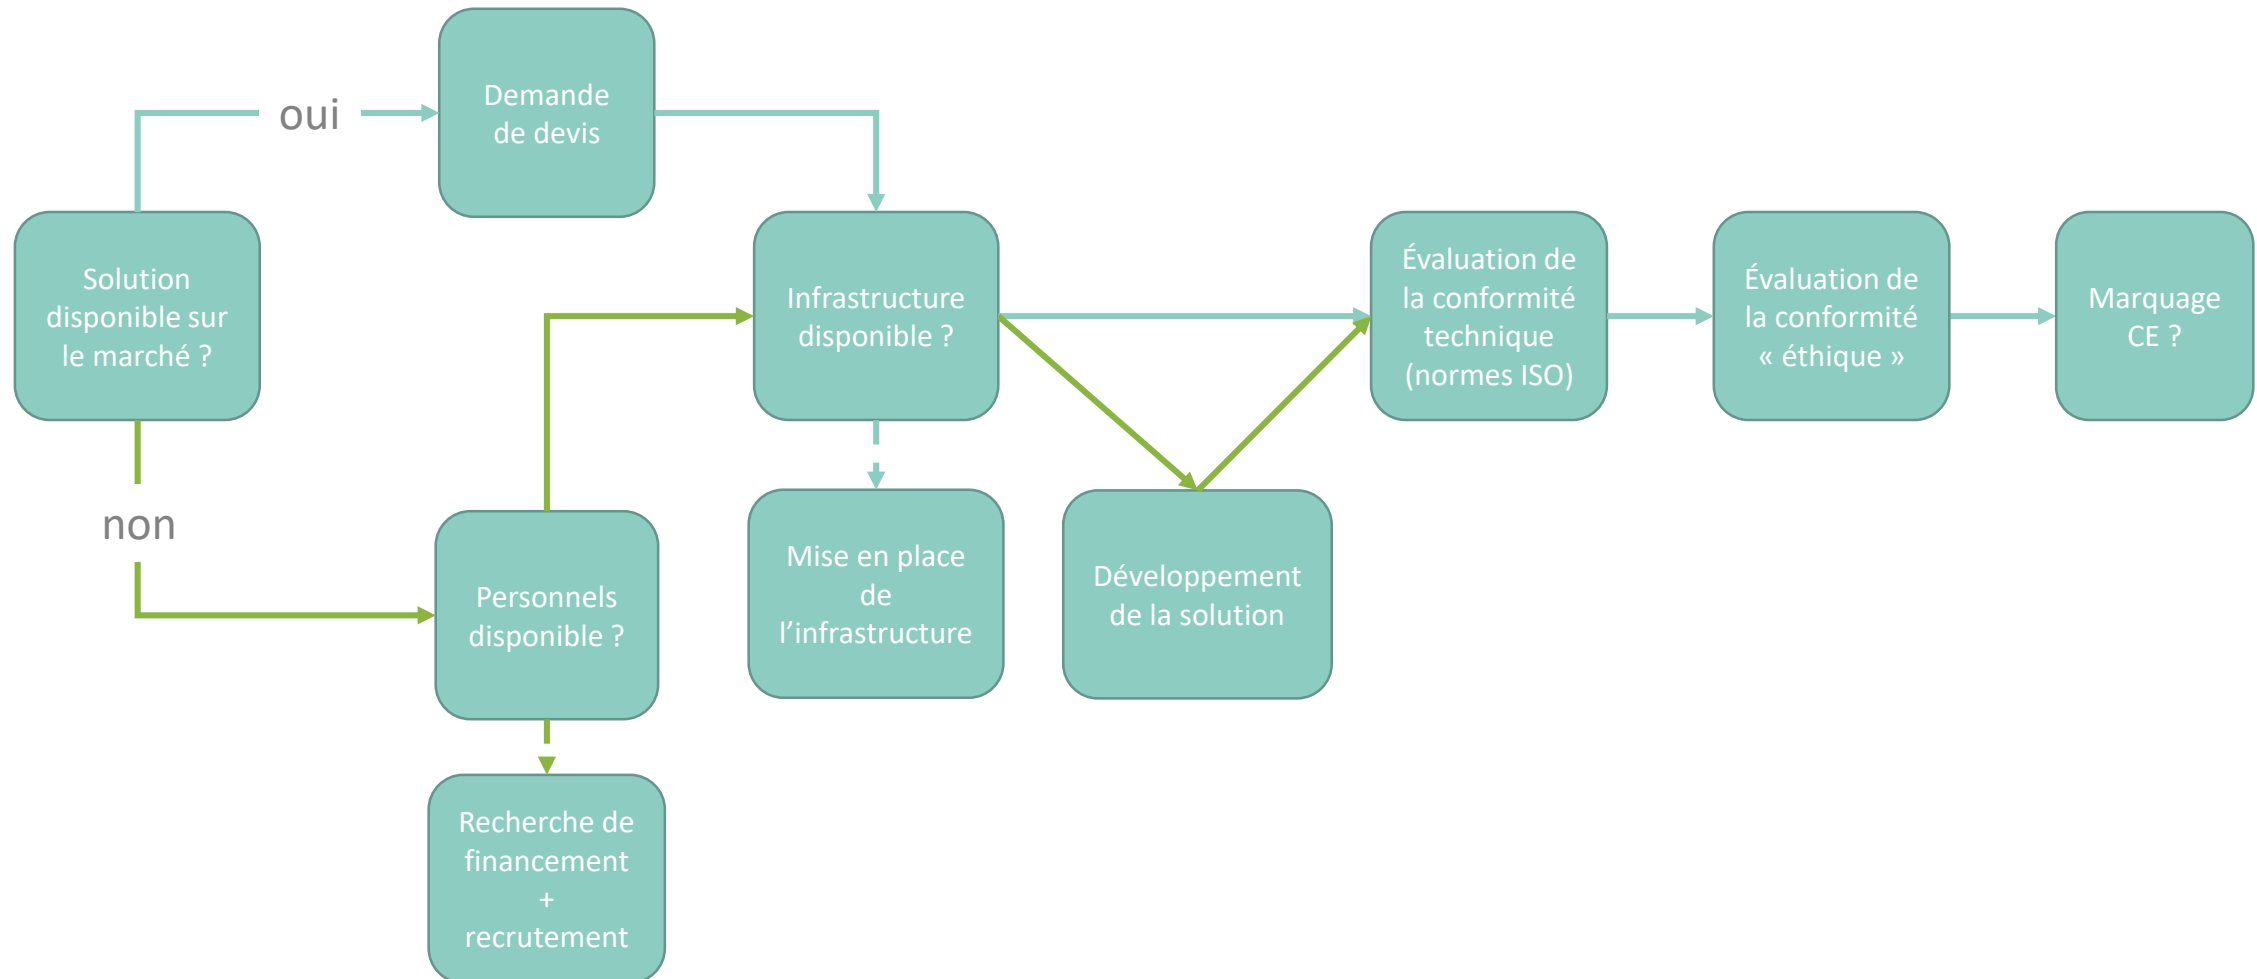 oui
Demande
de devis
Solution
disponible sur
le marché ?
Infrastructure
disponible ?
Évaluation de
la conformité
technique
(normes ISO)
Évaluation de
la conformité
« éthique »
Marquage
CE ?
non
Personnels
disponible ?
Mise en place
de
l’infrastructure
Développement
de la solution
Recherche de
financement
+
recrutement